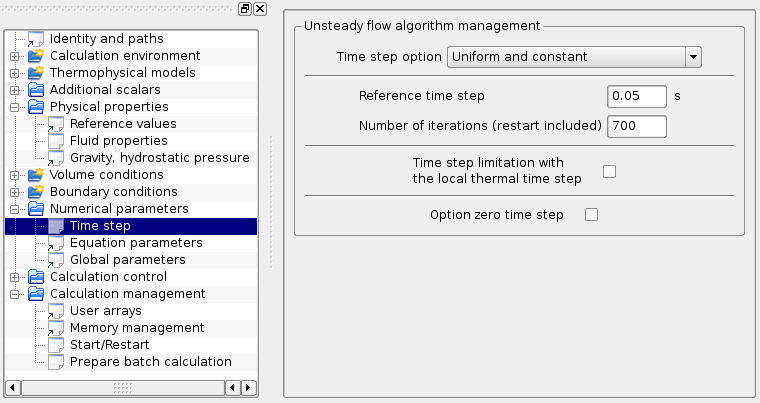 Identity and paths
Calculation environment
Thermophysical models
Additional scalars
Physical properties
Reference values
Fluid properties
Gravity, hydrostatic pressure
Volume conditions
Boundary conditions
Numerical parameters
Time step
Equation parameters
Global parameters
Calculation control
Calculation management
User arrays
Memory management
Start/Restart
Prepare batch calculation
Unsteady flow algorithm management
Time step option Uniform and constant
Reference time step 0.05 s
Number of iterations (restart included) 700
Time step limitation with
the local thermal time step
Option zero time step